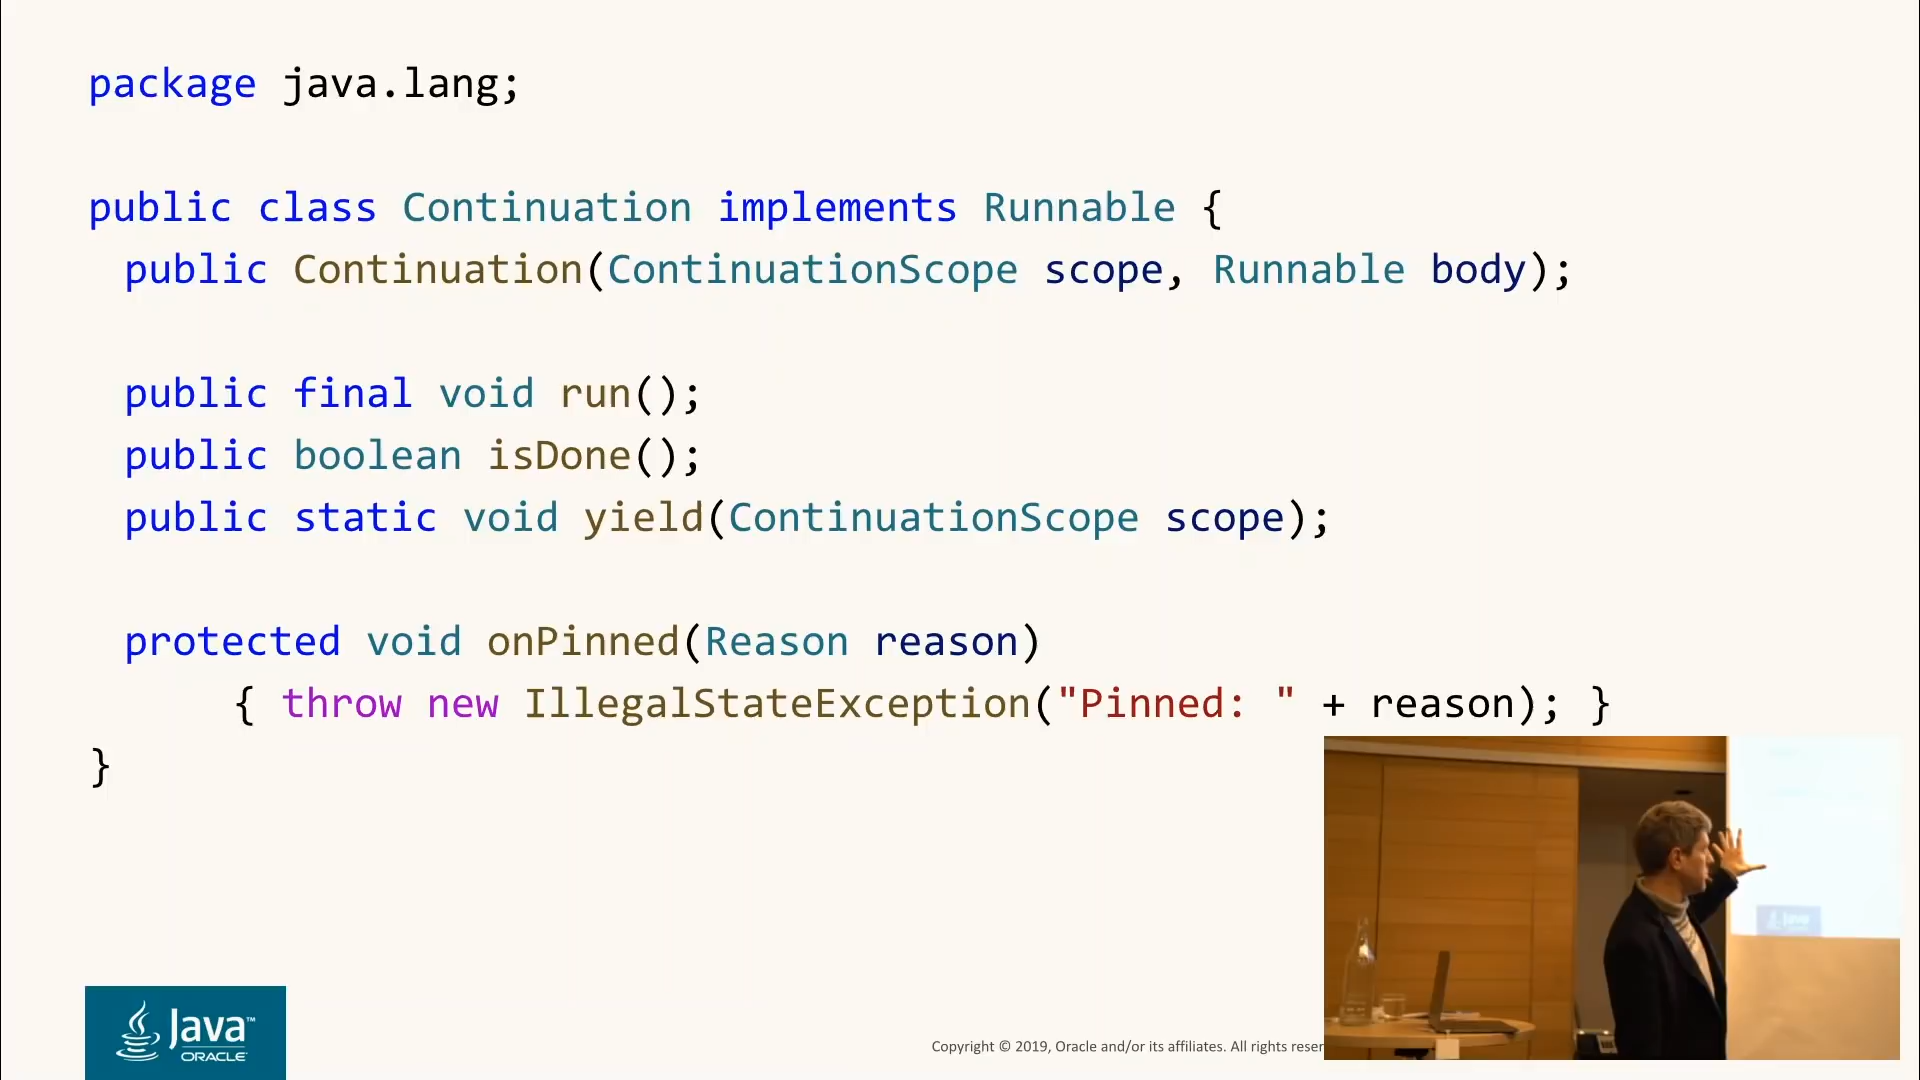 package java.lang;
public class Continuation implements Runnable {
public Continuation(ContinuationScope scope, Runnable body);
public final void run();
public boolean isDone();
public static void yield(ContinuationScope scope);
protected void onPinned(Reason reason)
{ throw new IllegalStateException("Pinned: " + reason); }
}
Java™
ORACLE
Copyright © 2019, Oracle and/or its affiliates. All rights reser
Java